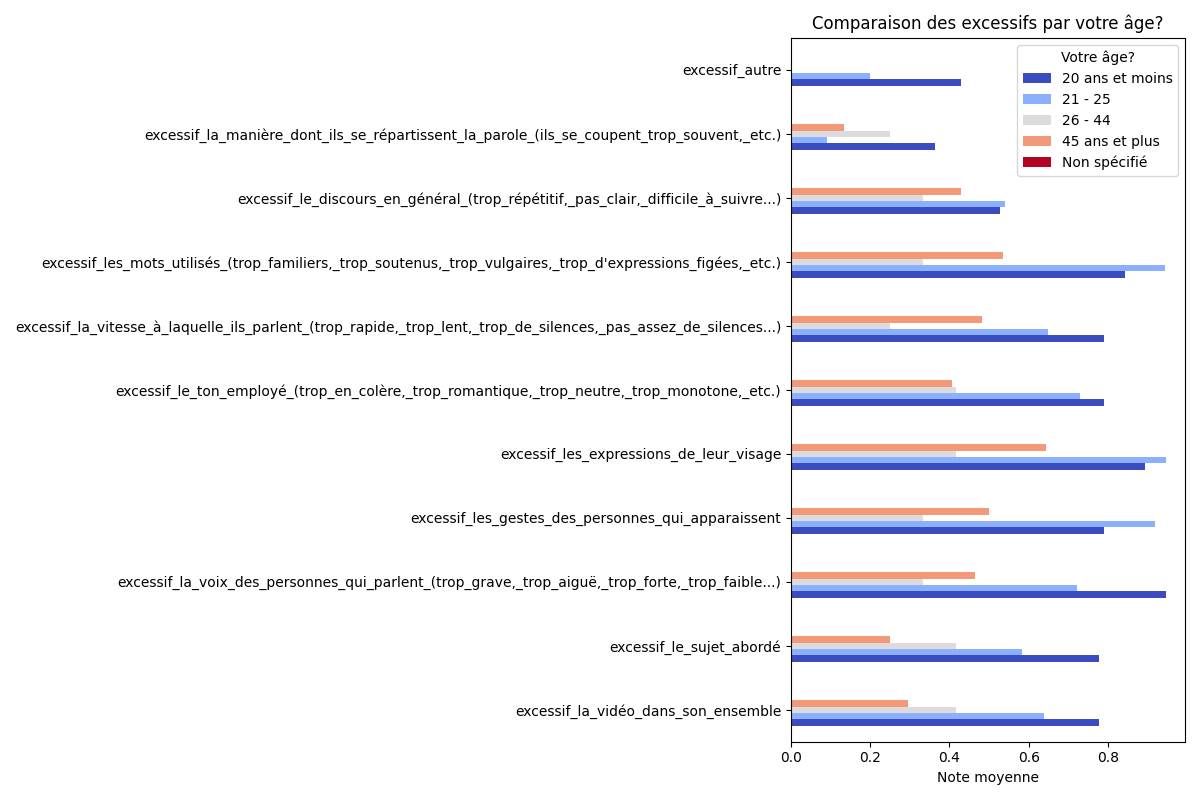 Comparaison des excessifs par votre âge?
Votre âge?
20 ans et moins
21 - 25
26 - 44
45 ans et plus
Non spécifié
excessif_autre
excessif_la_manière_dont_ils_se_répartissent_la_parole_(ils_se_coupent_trop_souvent,_etc.)
excessif_le_discours_en_général_(trop_répétitif,_pas_clair,_difficile_à_suivre...)
excessif_les_mots_utilisés_(trop_familiers,_trop_soutenus,_trop_vulgaires,_trop_d'expressions_figées,_etc.)
excessif_la_vitesse_à_laquelle_ils_parlent_(trop_rapide,_trop_lent,_trop_de_silences,_pas_assez_de_silences...)
excessif_le_ton_employé_(trop_en_colère,_trop_romantique,_trop_neutre,_trop_monotone,_etc.)
excessif_les_expressions_de_leur_visage
excessif_les_gestes_des_personnes_qui_apparaissent
excessif_la_voix_des_personnes_qui_parlent_(trop_grave,_trop_aiguë,_trop_forte,_trop_faible...)
excessif_le_sujet_abordé
excessif_la_vidéo_dans_son_ensemble
0.0 0.2 0.4 0.6 0.8
Note moyenne